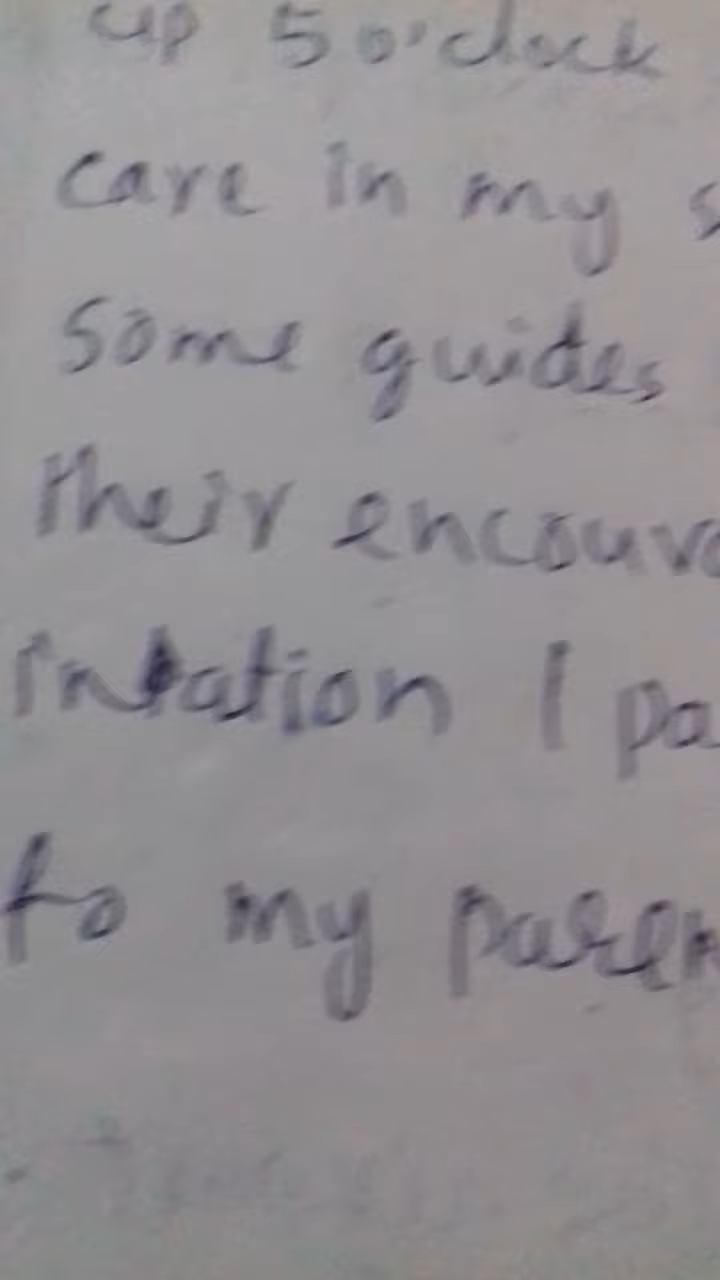 up 5 o'clock
care in my s
some guides
their encoura
intation I pa
to my paren